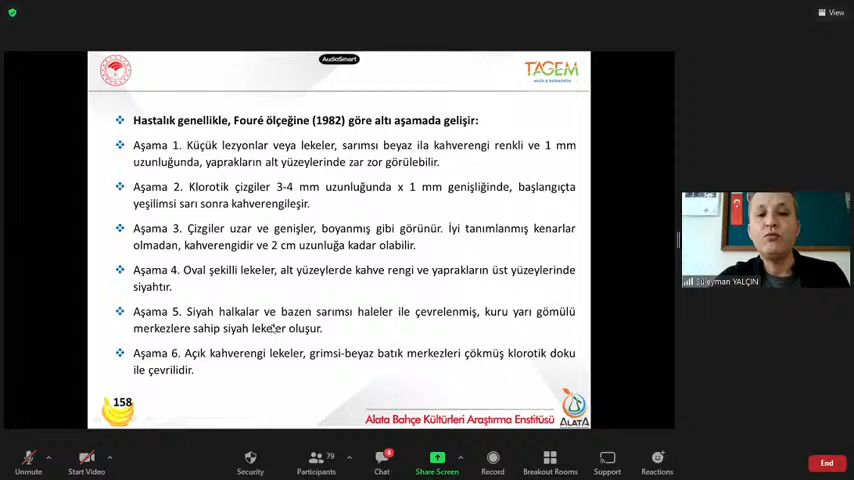 View
AudioSmart
TAGEM
Hastalık genellikle, Fouré ölçeğine (1982) göre altı aşamada gelişir:
Aşama 1. Küçük lezyonlar veya lekeler, sarımsı beyaz ila kahverengi renkli ve 1 mm
uzunluğunda, yaprakların alt yüzeylerinde zar zor görülebilir.
Aşama 2. Klorotik çizgiler 3-4 mm uzunluğunda x 1 mm genişliğinde, başlangıçta
yeşilimsi sarı sonra kahverengileşir.
Aşama 3. Çizgiler uzar ve genişler, boyanmış gibi görünür. İyi tanımlanmış kenarlar
olmadan, kahverengidir ve 2 cm uzunluğa kadar olabilir.
Aşama 4. Oval şekilli lekeler, alt yüzeylerde kahve rengi ve yaprakların üst yüzeylerinde
siyahtır.
Aşama 5. Siyah halkalar ve bazen sarımsı haleler ile çevrelenmiş, kuru yarı gömülü
merkezlere sahip siyah lekeler oluşur.
Aşama 6. Açık kahverengi lekeler, grimsi-beyaz batık merkezleri çökmüş klorotik doku
ile çevrilidir.
158
Alata Bahçe Kültürleri Araştırma Enstitüsü
ALATA
Süleyman YALÇIN
Unmute
Start Video
Security
Participants
79
Chat
4
Share Screen
Record
Breakout Rooms
Support
Reactions
End